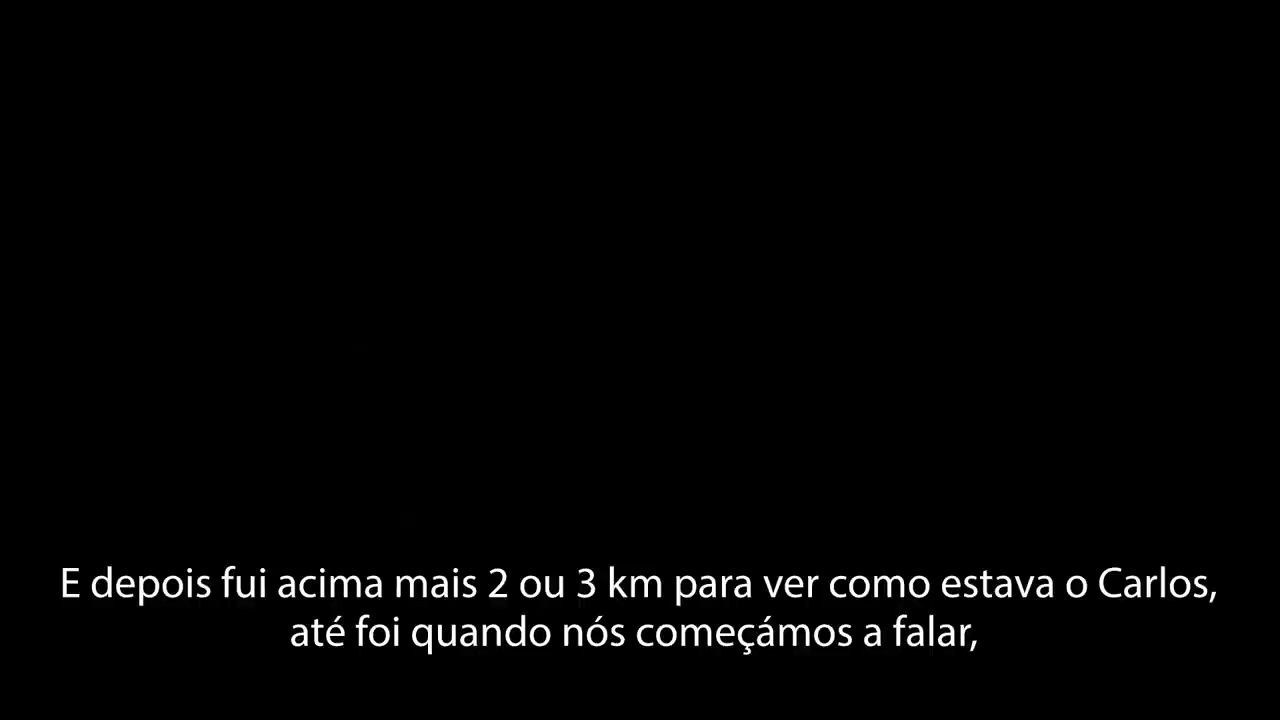 E depois fui acima mais 2 ou 3 km para ver como estava o Carlos,
até foi quando nós começámos a falar,